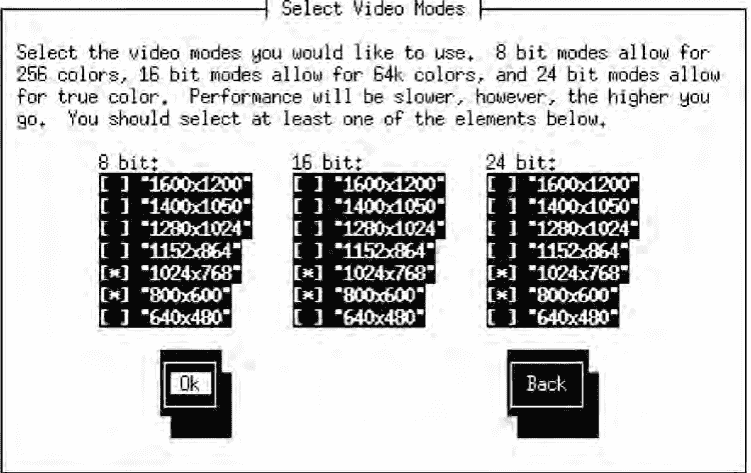 Select Video Modes
Select the video modes you would like to use.  8 bit modes allow for
256 colors, 16 bit modes allow for 64k colors, and 24 bit modes allow
for true color.  Performance will be slower, however, the higher you
go.  You should select at least one of the elements below.
8 bit: 16 bit: 24 bit:
[ ] "1600x1200" [ ] "1600x1200" [ ] "1600x1200"
[ ] "1400x1050" [ ] "1400x1050" [ ] "1400x1050"
[ ] "1280x1024" [ ] "1280x1024" [ ] "1280x1024"
[ ] "1152x864" [ ] "1152x864" [ ] "1152x864"
[*] "1024x768" [*] "1024x768" [*] "1024x768"
[*] "800x600" [*] "800x600" [*] "800x600"
[ ] "640x480" [ ] "640x480" [ ] "640x480"
Ok Back